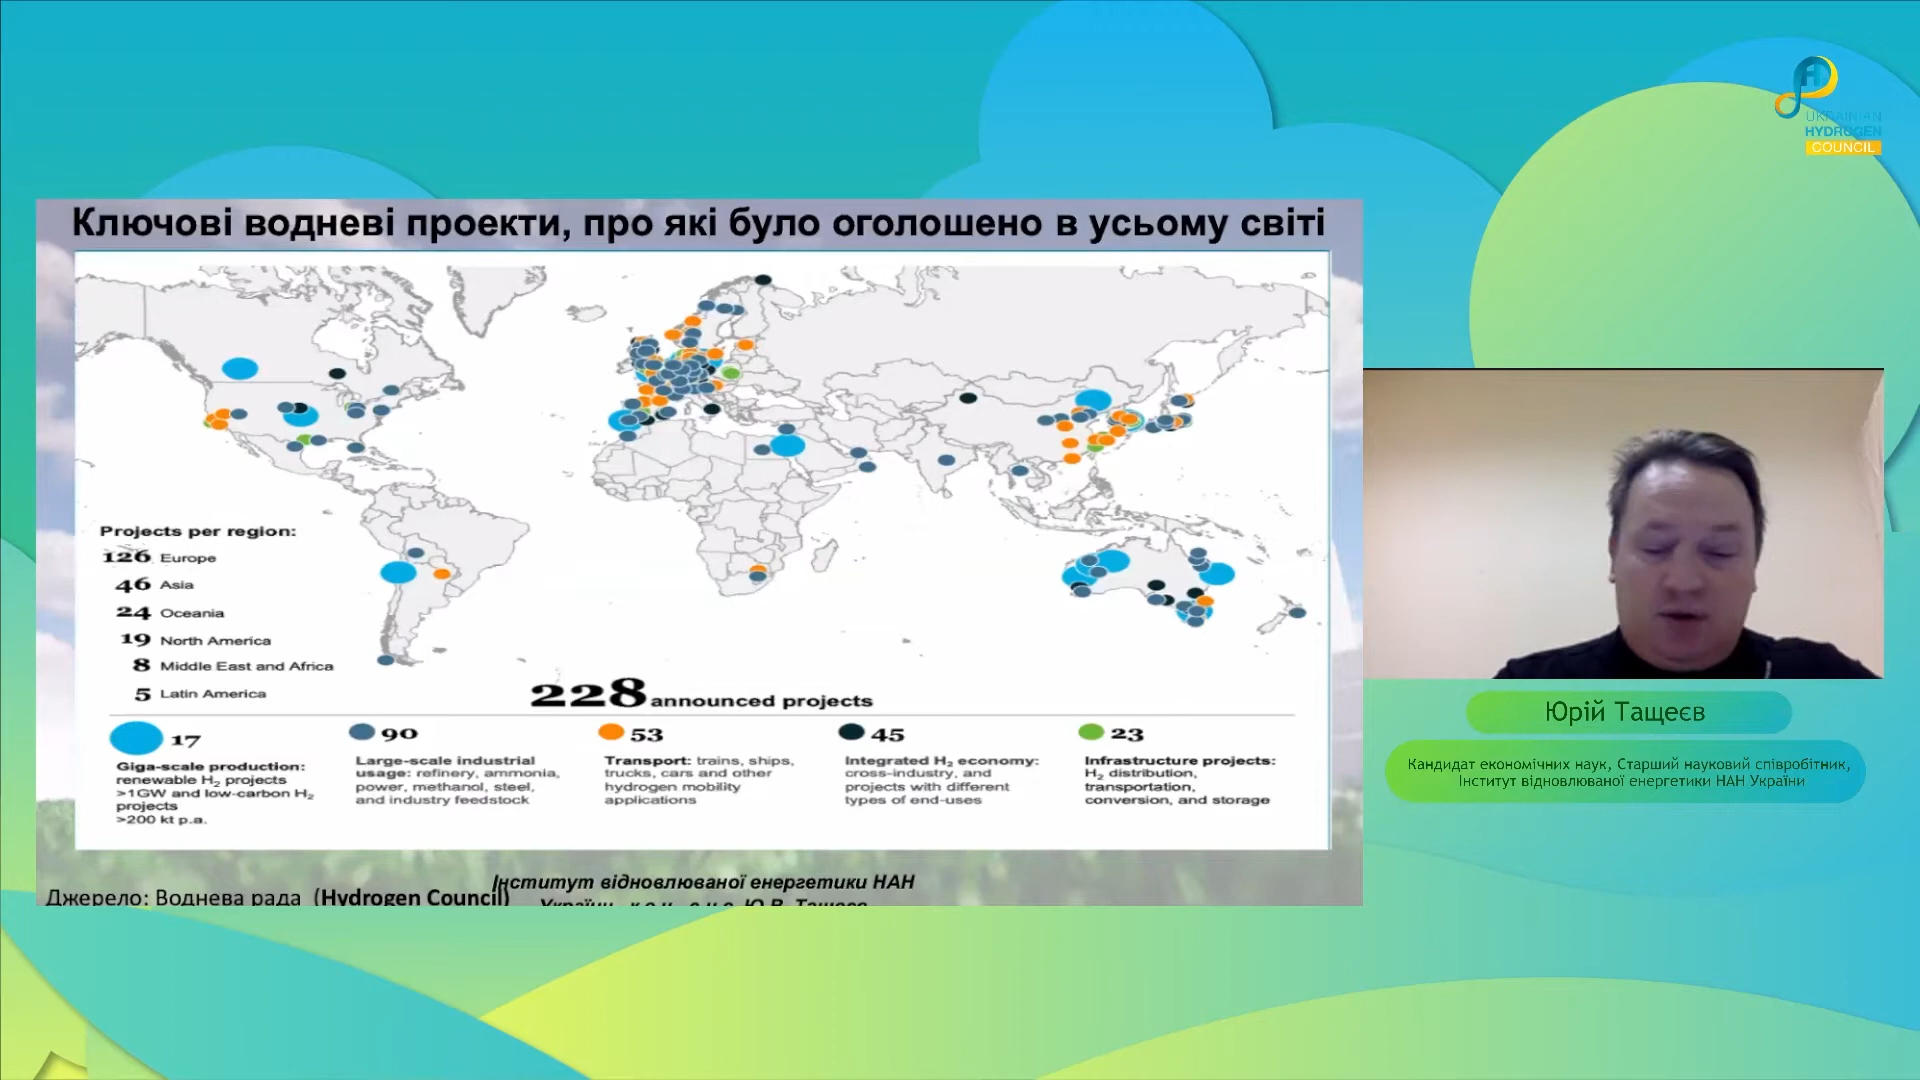 UKRAINIAN
HYDROGEN
COUNCIL
Ключові водневі проекти, про які було оголошено в усьому світі
Projects per region:
126 Europe
46 Asia
24 Oceania
19 North America
8 Middle East and Africa
5 Latin America
228 announced projects
17
Giga-scale production:
renewable H₂ projects
>1GW and low-carbon H₂
projects
>200 kt p.a.
90
Large-scale industrial
usage: refinery, ammonia,
power, methanol, steel,
and industry feedstock
53
Transport: trains, ships,
trucks, cars and other
hydrogen mobility
applications
45
Integrated H₂ economy:
cross-industry, and
projects with different
types of end-uses
23
Infrastructure projects:
H₂ distribution,
transportation,
conversion, and storage
Джерело: Воднева рада (Hydrogen Council)
Інститут відновлюваної енергетики НАН
Юрій Тащеєв
Кандидат економічних наук, Старший науковий співробітник,
Інститут відновлюваної енергетики НАН України